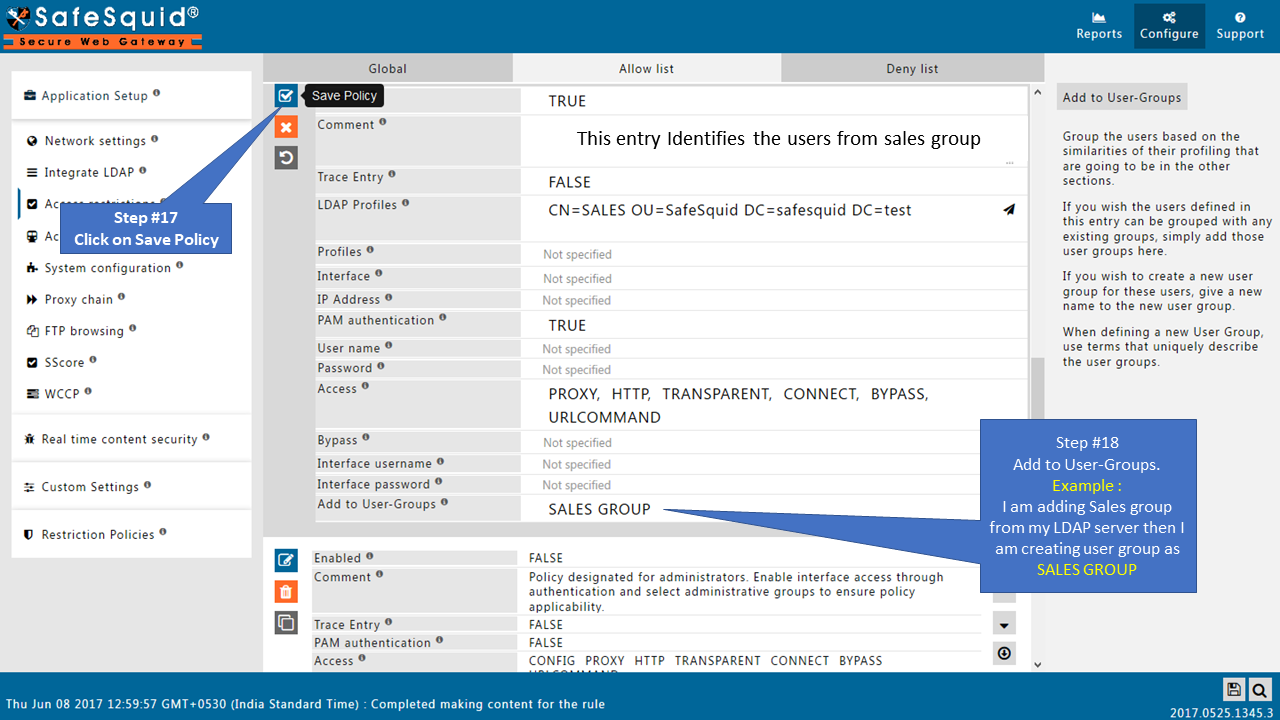 SafeSquid®
Secure Web Gateway
Reports
Configure
Support
Application Setup
Network settings
Integrate LDAP
Access restrictions
Ac
System configuration
Proxy chain
FTP browsing
SScore
WCCP
Real time content security
Custom Settings
Restriction Policies
Step #17
Click on Save Policy
Global
Allow list
Deny list
Save Policy
TRUE
Comment
This entry Identifies the users from sales group
...
Trace Entry
FALSE
LDAP Profiles
CN=SALES OU=SafeSquid DC=safesquid DC=test
Profiles
Not specified
Interface
Not specified
IP Address
Not specified
PAM authentication
TRUE
User name
Not specified
Password
Not specified
Access
PROXY, HTTP, TRANSPARENT, CONNECT, BYPASS,
URLCOMMAND
Bypass
Not specified
Interface username
Not specified
Interface password
Not specified
Add to User-Groups
SALES GROUP
Enabled
FALSE
Comment
Policy designated for administrators. Enable interface access through
authentication and select administrative groups to ensure policy
applicability.
Trace Entry
FALSE
PAM authentication
FALSE
Access
CONFIG PROXY HTTP TRANSPARENT CONNECT BYPASS
URLCOMMAND
Add to User-Groups
Group the users based on the
similarities of their profiling that
are going to be in the other
sections.
If you wish the users defined in
this entry can be grouped with any
existing groups, simply add those
user groups here.
If you wish to create a new user
group for these users, give a new
name to the new user group.
When defining a new User Group,
use terms that uniquely describe
the user groups.
Step #18
Add to User-Groups.
Example :
I am adding Sales group
from my LDAP server then I
am creating user group as
SALES GROUP
Thu Jun 08 2017 12:59:57 GMT+0530 (India Standard Time) : Completed making content for the rule
2017.0525.1345.3